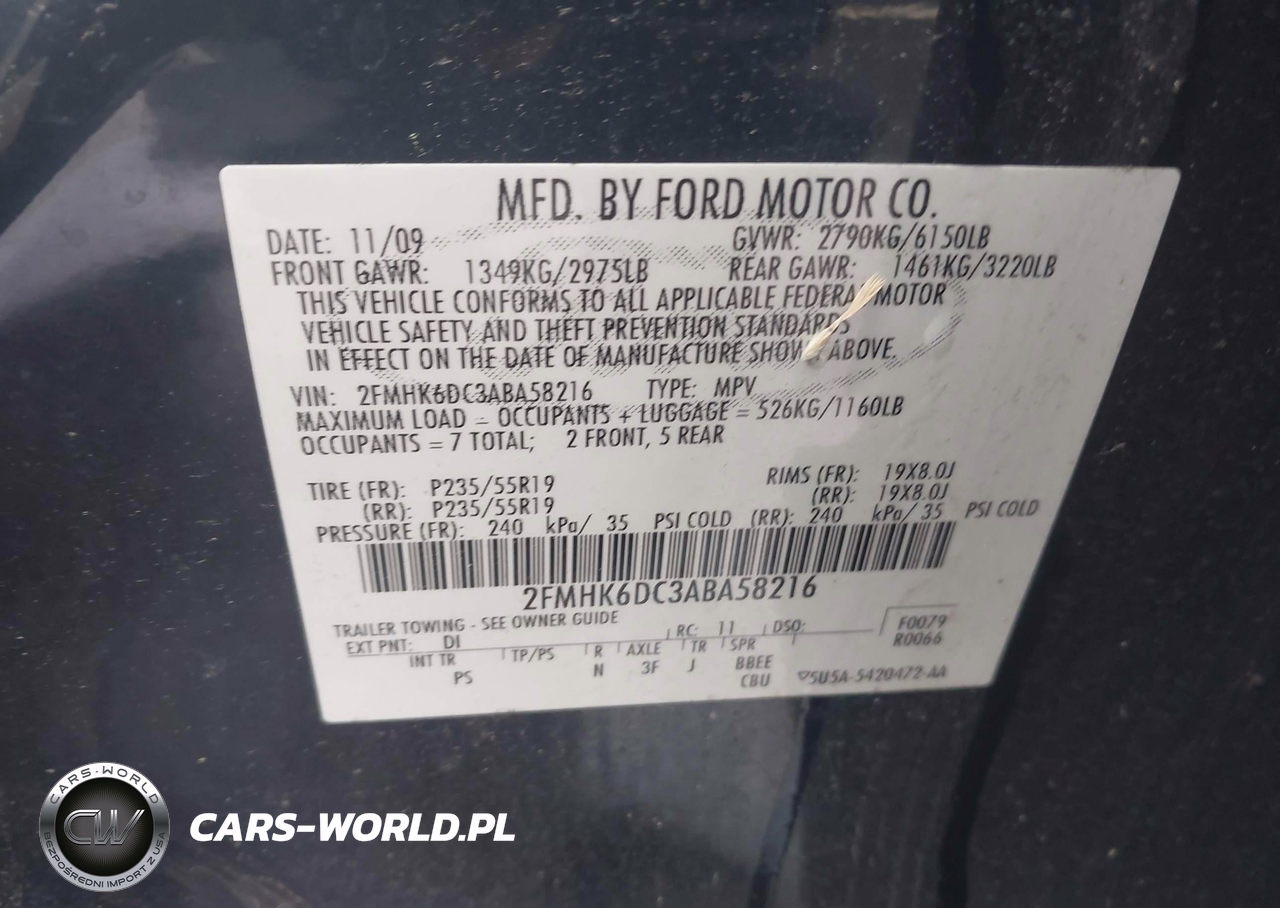 MFD. BY FORD MOTOR CO.
DATE: 11/09 GVWR: 2790KG/6150LB
FRONT GAWR: 1349KG/2975LB REAR GAWR: 1461KG/3220LB
THIS VEHICLE CONFORMS TO ALL APPLICABLE FEDERAL MOTOR
VEHICLE SAFETY AND THEFT PREVENTION STANDARDS
IN EFFECT ON THE DATE OF MANUFACTURE SHOWN ABOVE.
VIN: 2FMHK6DC3ABA58216 TYPE: MPV
MAXIMUM LOAD = OCCUPANTS + LUGGAGE = 526KG/1160LB
OCCUPANTS = 7 TOTAL; 2 FRONT, 5 REAR
TIRE (FR): P235/55R19 RIMS (FR): 19X8.0J
(RR): P235/55R19 (RR): 19X8.0J
PRESSURE (FR): 240 kPa/ 35 PSI COLD (RR): 240 kPa/ 35 PSI COLD
2FMHK6DC3ABA58216
TRAILER TOWING - SEE OWNER GUIDE
EXT PNT: DI RC: 11 DSO: F0079
R0066
INT TR TP/PS R AXLE TR SPR
PS N 3F J BBEE
CBU 5U5A-5420472-AA
CARS-WORLD
CW
BEZPOŚREDNI IMPORT Z USA
CARS-WORLD.PL